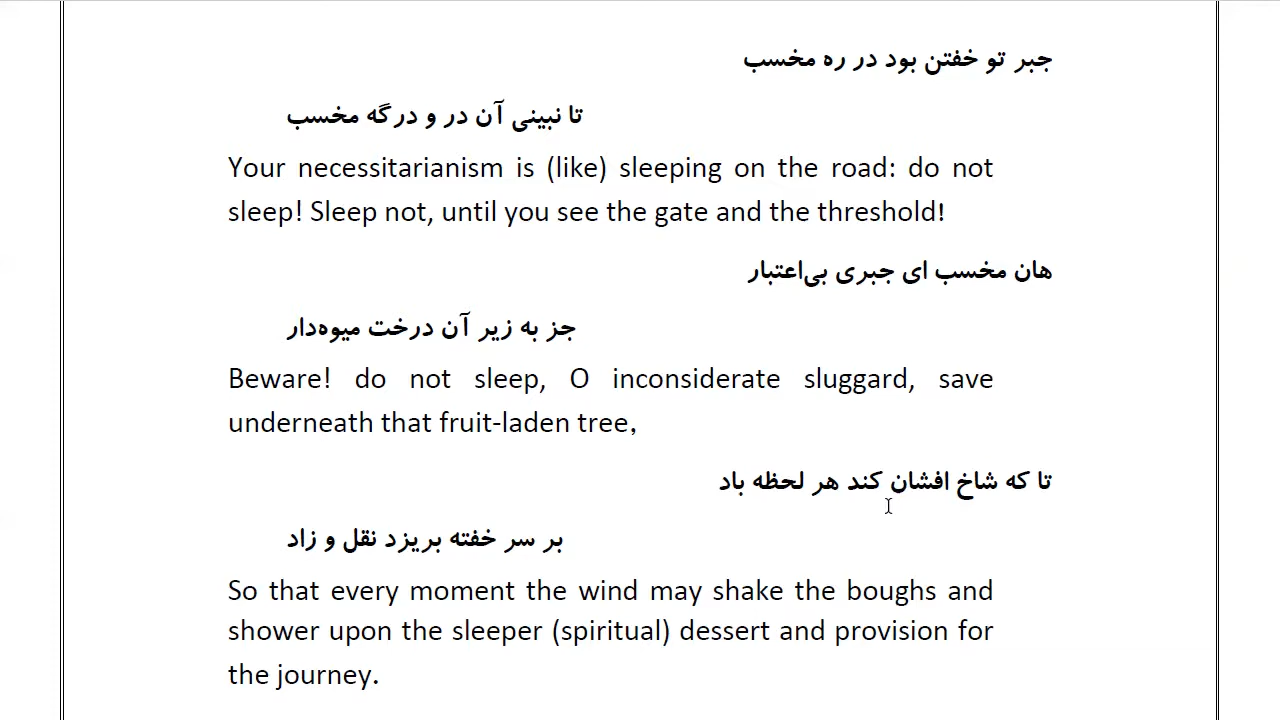 جبر تو خفتن بود در ره مخسب
تا نبینی آن در و درگه مخسب
Your necessitarianism is (like) sleeping on the road: do not
sleep! Sleep not, until you see the gate and the threshold!
هان مخسب ای جبری بی‌اعتبار
جز به زیر آن درخت میوه‌دار
Beware! do not sleep, O inconsiderate sluggard, save
underneath that fruit-laden tree,
تا که شاخ افشان کند هر لحظه باد
بر سر خفته بریزد نقل و زاد
So that every moment the wind may shake the boughs and
shower upon the sleeper (spiritual) dessert and provision for
the journey.